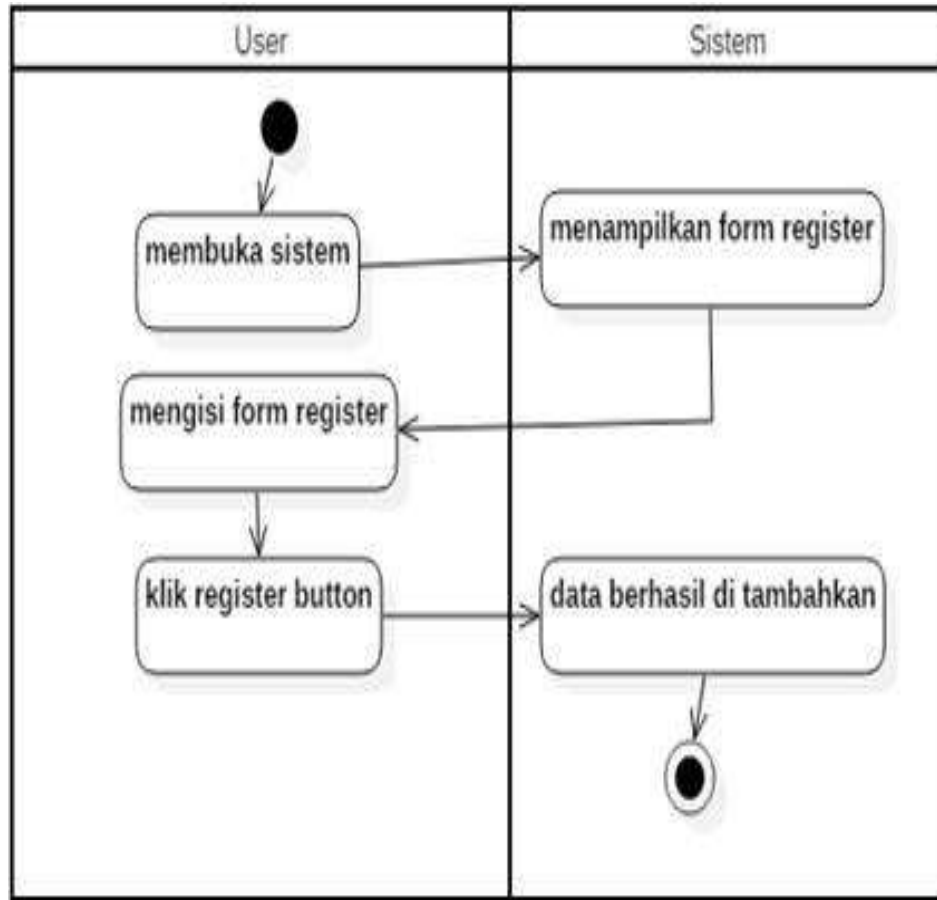 User
Sistem
membuka sistem
menampilkan form register
mengisi form register
klik register button
data berhasil di tambahkan